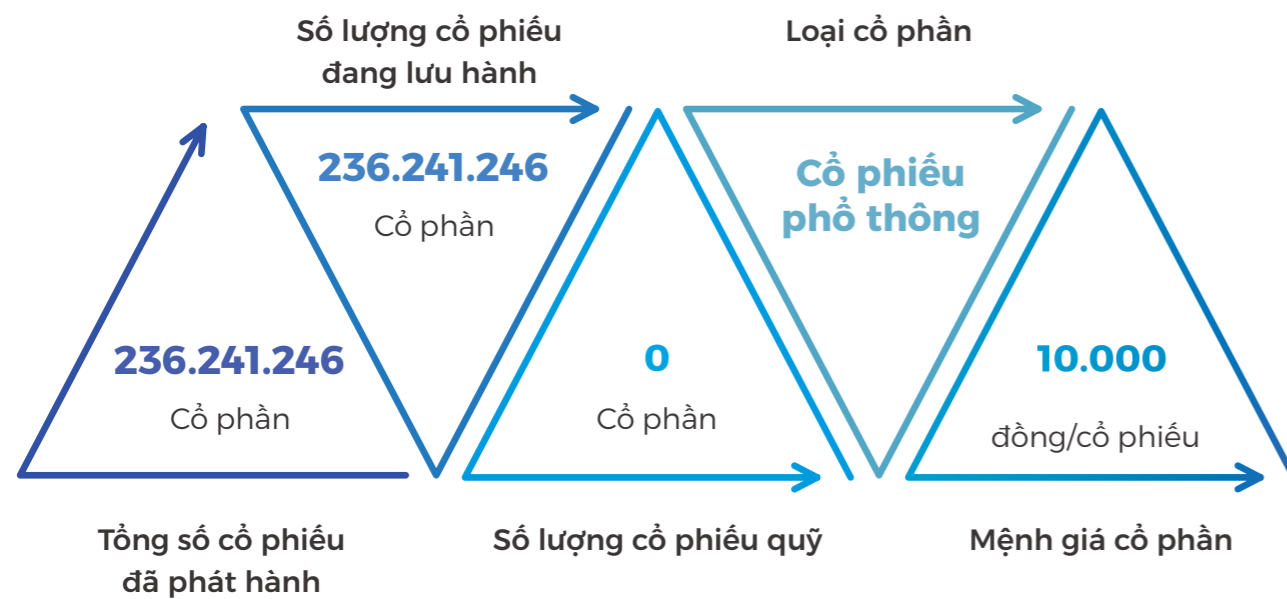 Số lượng cổ phiếu
đang lưu hành
Loại cổ phần
236.241.246
Cổ phần
Cổ phiếu
phổ thông
236.241.246
Cổ phần
0
Cổ phần
10.000
đồng/cổ phiếu
Tổng số cổ phiếu
đã phát hành
Số lượng cổ phiếu quỹ
Mệnh giá cổ phần